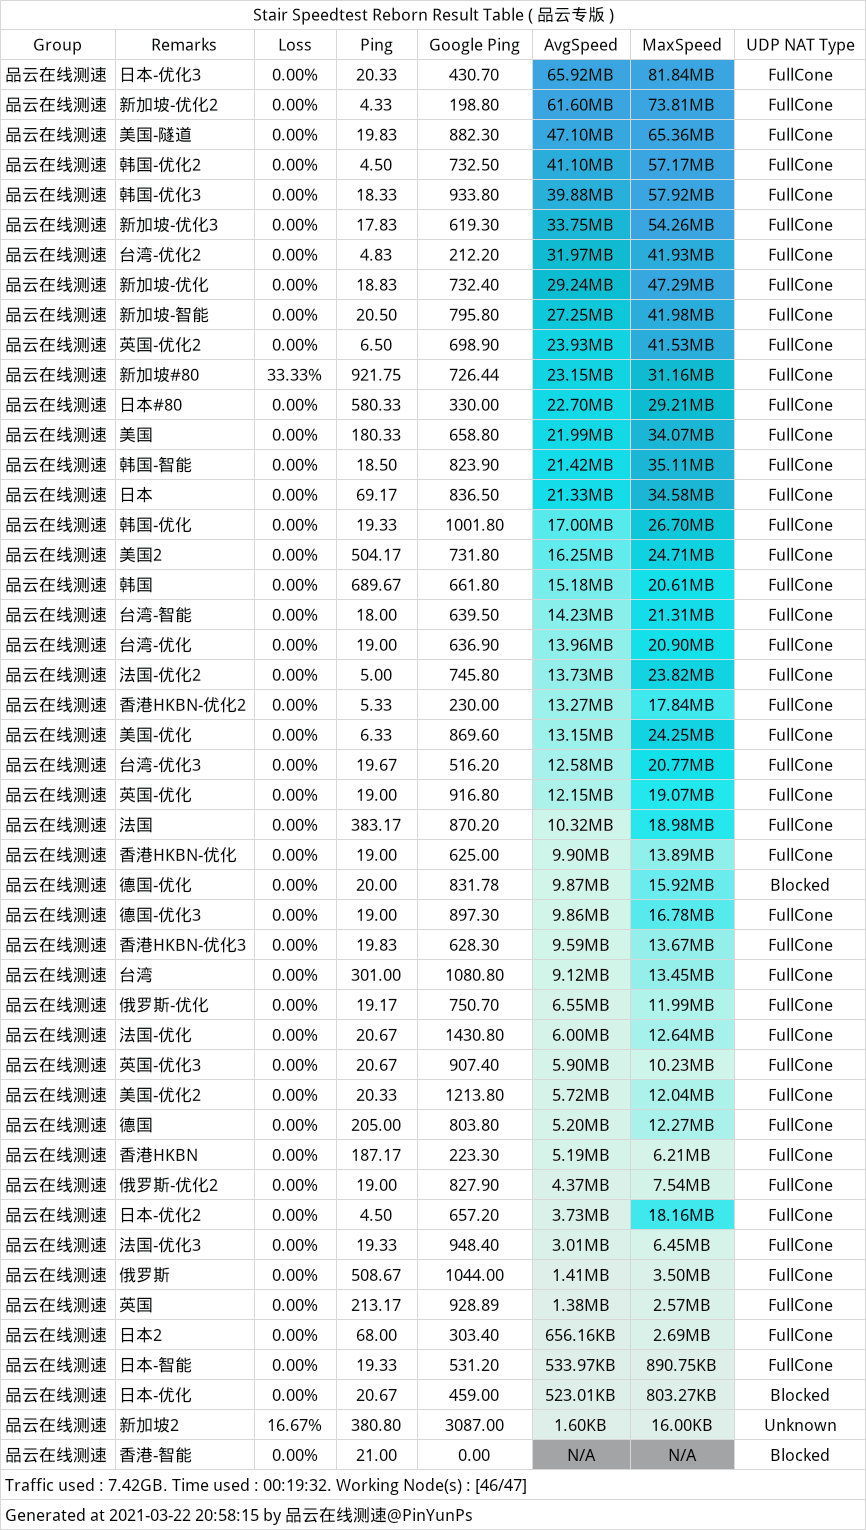 Stair Speedtest Reborn Result Table ( 品云专版 )
Group Remarks Loss Ping Google Ping AvgSpeed MaxSpeed UDP NAT Type
品云在线测速 日本-优化3 0.00% 20.33 430.70 65.92MB 81.84MB FullCone
品云在线测速 新加坡-优化2 0.00% 4.33 198.80 61.60MB 73.81MB FullCone
品云在线测速 美国-隧道 0.00% 19.83 882.30 47.10MB 65.36MB FullCone
品云在线测速 韩国-优化2 0.00% 4.50 732.50 41.10MB 57.17MB FullCone
品云在线测速 韩国-优化3 0.00% 18.33 933.80 39.88MB 57.92MB FullCone
品云在线测速 新加坡-优化3 0.00% 17.83 619.30 33.75MB 54.26MB FullCone
品云在线测速 台湾-优化2 0.00% 4.83 212.20 31.97MB 41.93MB FullCone
品云在线测速 新加坡-优化 0.00% 18.83 732.40 29.24MB 47.29MB FullCone
品云在线测速 新加坡-智能 0.00% 20.50 795.80 27.25MB 41.98MB FullCone
品云在线测速 英国-优化2 0.00% 6.50 698.90 23.93MB 41.53MB FullCone
品云在线测速 新加坡#80 33.33% 921.75 726.44 23.15MB 31.16MB FullCone
品云在线测速 日本#80 0.00% 580.33 330.00 22.70MB 29.21MB FullCone
品云在线测速 美国 0.00% 180.33 658.80 21.99MB 34.07MB FullCone
品云在线测速 韩国-智能 0.00% 18.50 823.90 21.42MB 35.11MB FullCone
品云在线测速 日本 0.00% 69.17 836.50 21.33MB 34.58MB FullCone
品云在线测速 韩国-优化 0.00% 19.33 1001.80 17.00MB 26.70MB FullCone
品云在线测速 美国2 0.00% 504.17 731.80 16.25MB 24.71MB FullCone
品云在线测速 韩国 0.00% 689.67 661.80 15.18MB 20.61MB FullCone
品云在线测速 台湾-智能 0.00% 18.00 639.50 14.23MB 21.31MB FullCone
品云在线测速 台湾-优化 0.00% 19.00 636.90 13.96MB 20.90MB FullCone
品云在线测速 法国-优化2 0.00% 5.00 745.80 13.73MB 23.82MB FullCone
品云在线测速 香港HKBN-优化2 0.00% 5.33 230.00 13.27MB 17.84MB FullCone
品云在线测速 美国-优化 0.00% 6.33 869.60 13.15MB 24.25MB FullCone
品云在线测速 台湾-优化3 0.00% 19.67 516.20 12.58MB 20.77MB FullCone
品云在线测速 英国-优化 0.00% 19.00 916.80 12.15MB 19.07MB FullCone
品云在线测速 法国 0.00% 383.17 870.20 10.32MB 18.98MB FullCone
品云在线测速 香港HKBN-优化 0.00% 19.00 625.00 9.90MB 13.89MB FullCone
品云在线测速 德国-优化 0.00% 20.00 831.78 9.87MB 15.92MB Blocked
品云在线测速 德国-优化3 0.00% 19.00 897.30 9.86MB 16.78MB FullCone
品云在线测速 香港HKBN-优化3 0.00% 19.83 628.30 9.59MB 13.67MB FullCone
品云在线测速 台湾 0.00% 301.00 1080.80 9.12MB 13.45MB FullCone
品云在线测速 俄罗斯-优化 0.00% 19.17 750.70 6.55MB 11.99MB FullCone
品云在线测速 法国-优化 0.00% 20.67 1430.80 6.00MB 12.64MB FullCone
品云在线测速 英国-优化3 0.00% 20.67 907.40 5.90MB 10.23MB FullCone
品云在线测速 美国-优化2 0.00% 20.33 1213.80 5.72MB 12.04MB FullCone
品云在线测速 德国 0.00% 205.00 803.80 5.20MB 12.27MB FullCone
品云在线测速 香港HKBN 0.00% 187.17 223.30 5.19MB 6.21MB FullCone
品云在线测速 俄罗斯-优化2 0.00% 19.00 827.90 4.37MB 7.54MB FullCone
品云在线测速 日本-优化2 0.00% 4.50 657.20 3.73MB 18.16MB FullCone
品云在线测速 法国-优化3 0.00% 19.33 948.40 3.01MB 6.45MB FullCone
品云在线测速 俄罗斯 0.00% 508.67 1044.00 1.41MB 3.50MB FullCone
品云在线测速 英国 0.00% 213.17 928.89 1.38MB 2.57MB FullCone
品云在线测速 日本2 0.00% 68.00 303.40 656.16KB 2.69MB FullCone
品云在线测速 日本-智能 0.00% 19.33 531.20 533.97KB 890.75KB FullCone
品云在线测速 日本-优化 0.00% 20.67 459.00 523.01KB 803.27KB Blocked
品云在线测速 新加坡2 16.67% 380.80 3087.00 1.60KB 16.00KB Unknown
品云在线测速 香港-智能 0.00% 21.00 0.00 N/A N/A Blocked
Traffic used : 7.42GB. Time used : 00:19:32. Working Node(s) : [46/47]
Generated at 2021-03-22 20:58:15 by 品云在线测速@PinYunPs